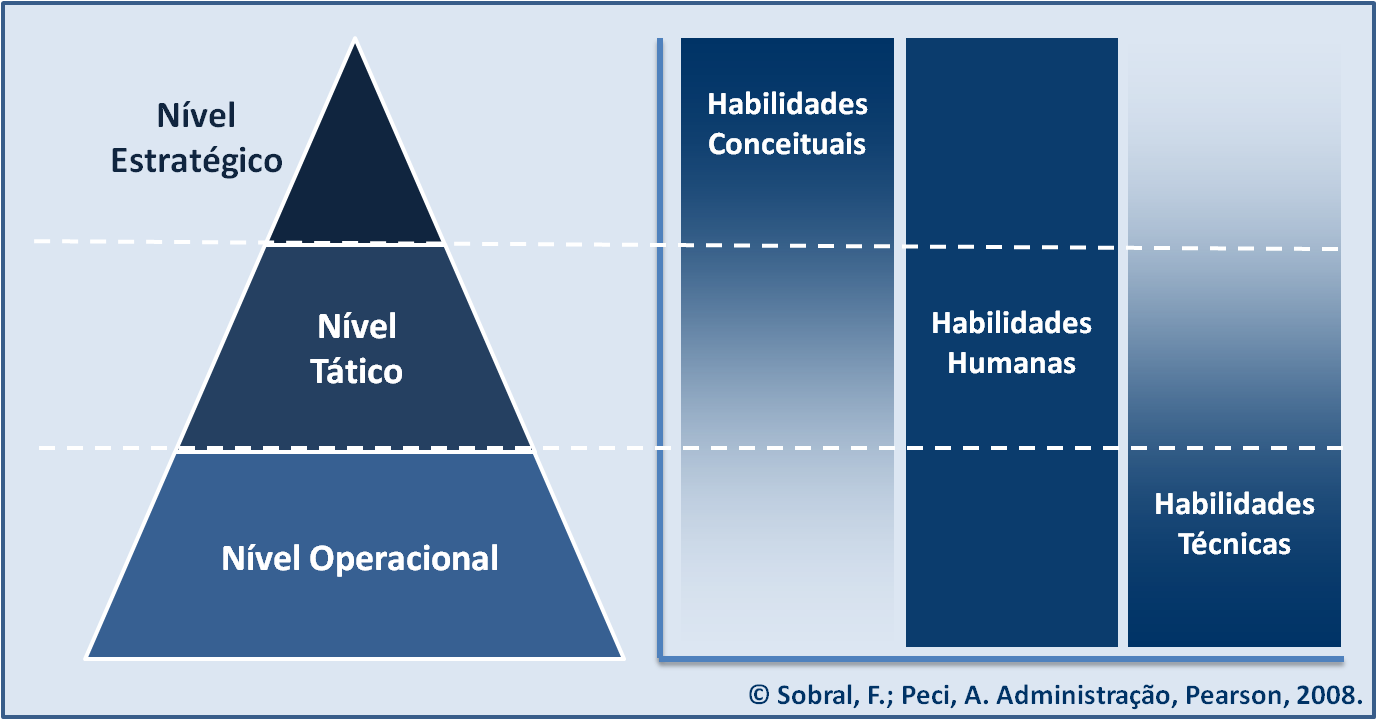 Nível
Estratégico
Nível
Tático
Nível Operacional
Habilidades
Conceituais
Habilidades
Humanas
Habilidades
Técnicas
© Sobral, F.; Peci, A. Administração, Pearson, 2008.